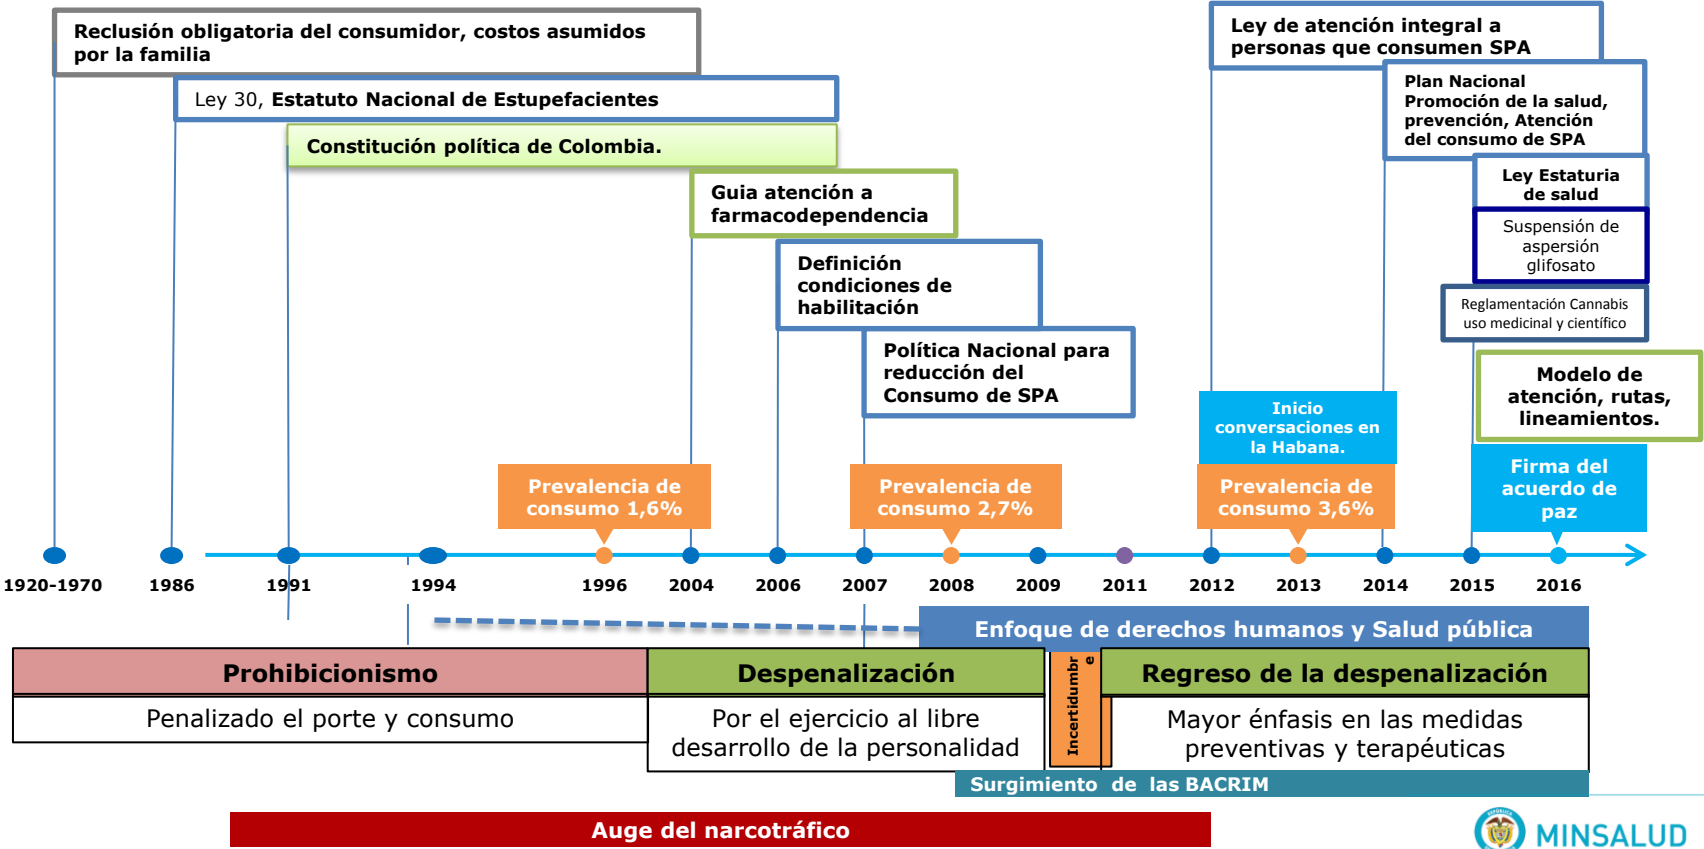 Reclusión obligatoria del consumidor, costos asumidos
por la familia
Ley 30, Estatuto Nacional de Estupefacientes
Constitución política de Colombia.
Guia atención a
farmacodependencia
Definición
condiciones de
habilitación
Política Nacional para
reducción del
Consumo de SPA
Ley de atención integral a
personas que consumen SPA
Plan Nacional
Promoción de la salud,
prevención, Atención
del consumo de SPA
Ley Estaturia
de salud
Suspensión de
aspersión
glifosato
Reglamentación Cannabis
uso medicinal y científico
Modelo de
atención, rutas,
lineamientos.
Inicio
conversaciones en
la Habana.
Firma del
acuerdo de
paz
Prevalencia de
consumo 1,6%
Prevalencia de
consumo 2,7%
Prevalencia de
consumo 3,6%
1920-1970 1986 1991 1994 1996 2004 2006 2007 2008 2009 2011 2012 2013 2014 2015 2016
Enfoque de derechos humanos y Salud pública
Prohibicionismo
Penalizado el porte y consumo
Despenalización
Por el ejercicio al libre
desarrollo de la personalidad
Incertidumbr
e
Regreso de la despenalización
Mayor énfasis en las medidas
preventivas y terapéuticas
Surgimiento de las BACRIM
Auge del narcotráfico
MINSALUD